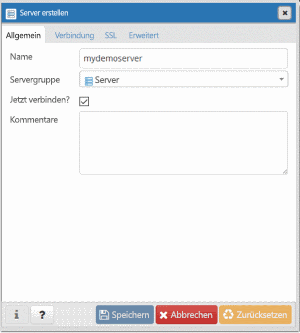 Server erstellen
Allgemein Verbindung SSL Erweitert
Name mydemoserver
Servergruppe Server
Jetzt verbinden?
Kommentare
i ? Speichern Abbrechen Zurücksetzen